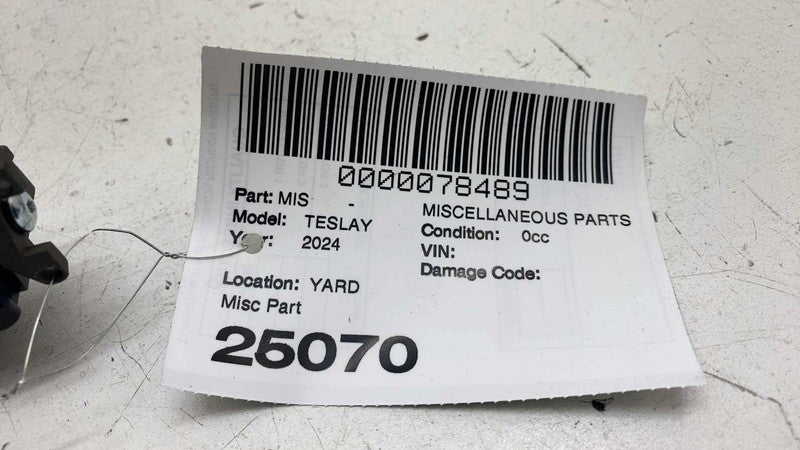 0000078489
Part: MIS - MISCELLANEOUS PARTS
Model: TESLAY Condition: 0cc
Year: 2024 VIN:
Damage Code:
Location: YARD
Misc Part
25070